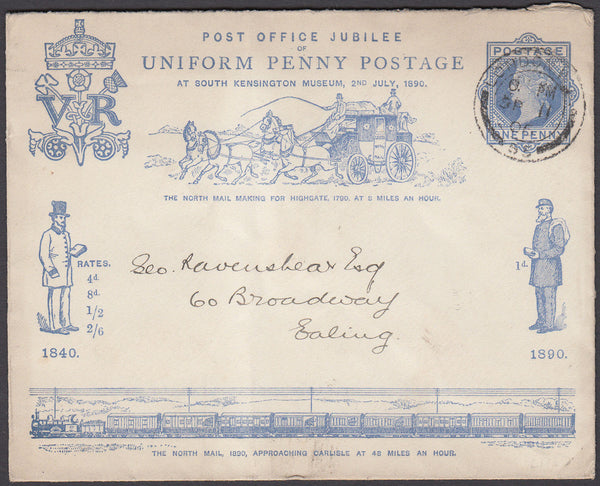 POST OFFICE JUBILEE
OF
UNIFORM PENNY POSTAGE
AT SOUTH KENSINGTON MUSEUM, 2ND JULY, 1890.
VR
POSTAGE
ONE PENNY
THE NORTH MAIL MAKING FOR HIGHGATE, 1790, AT 8 MILES AN HOUR.
RATES.
4d.
8d.
1/2
2/6
1840.
Geo. Ravenshear Esq
60 Broadway
Ealing.
1d.
1890.
THE NORTH MAIL, 1890, APPROACHING CARLISLE AT 48 MILES AN HOUR.